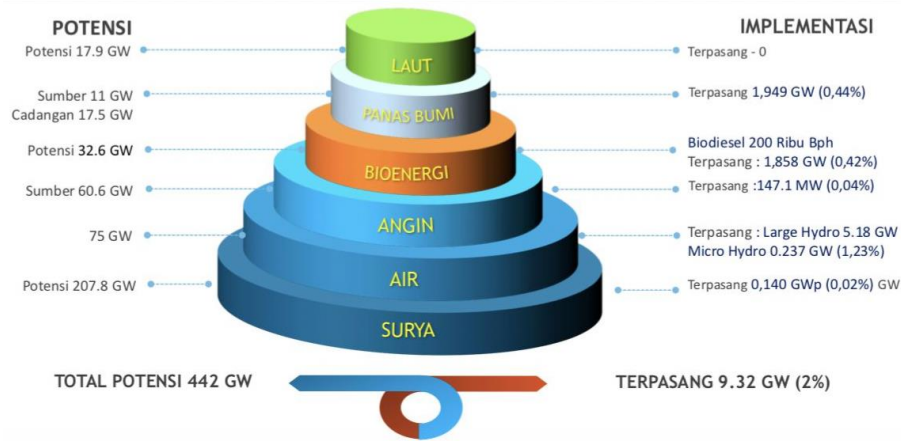 POTENSI
IMPLEMENTASI
Potensi 17.9 GW
LAUT
Terpasang - 0
Sumber 11 GW
Cadangan 17.5 GW
PANAS BUMI
Terpasang 1,949 GW (0,44%)
Potensi 32.6 GW
BIOENERGI
Biodiesel 200 Ribu Bph
Terpasang : 1,858 GW (0,42%)
Sumber 60.6 GW
ANGIN
Terpasang :147.1 MW (0,04%)
75 GW
AIR
Terpasang : Large Hydro 5.18 GW
Micro Hydro 0.237 GW (1,23%)
Potensi 207.8 GW
SURYA
Terpasang 0,140 GWp (0,02%) GW
TOTAL POTENSI 442 GW
TERPASANG 9.32 GW (2%)